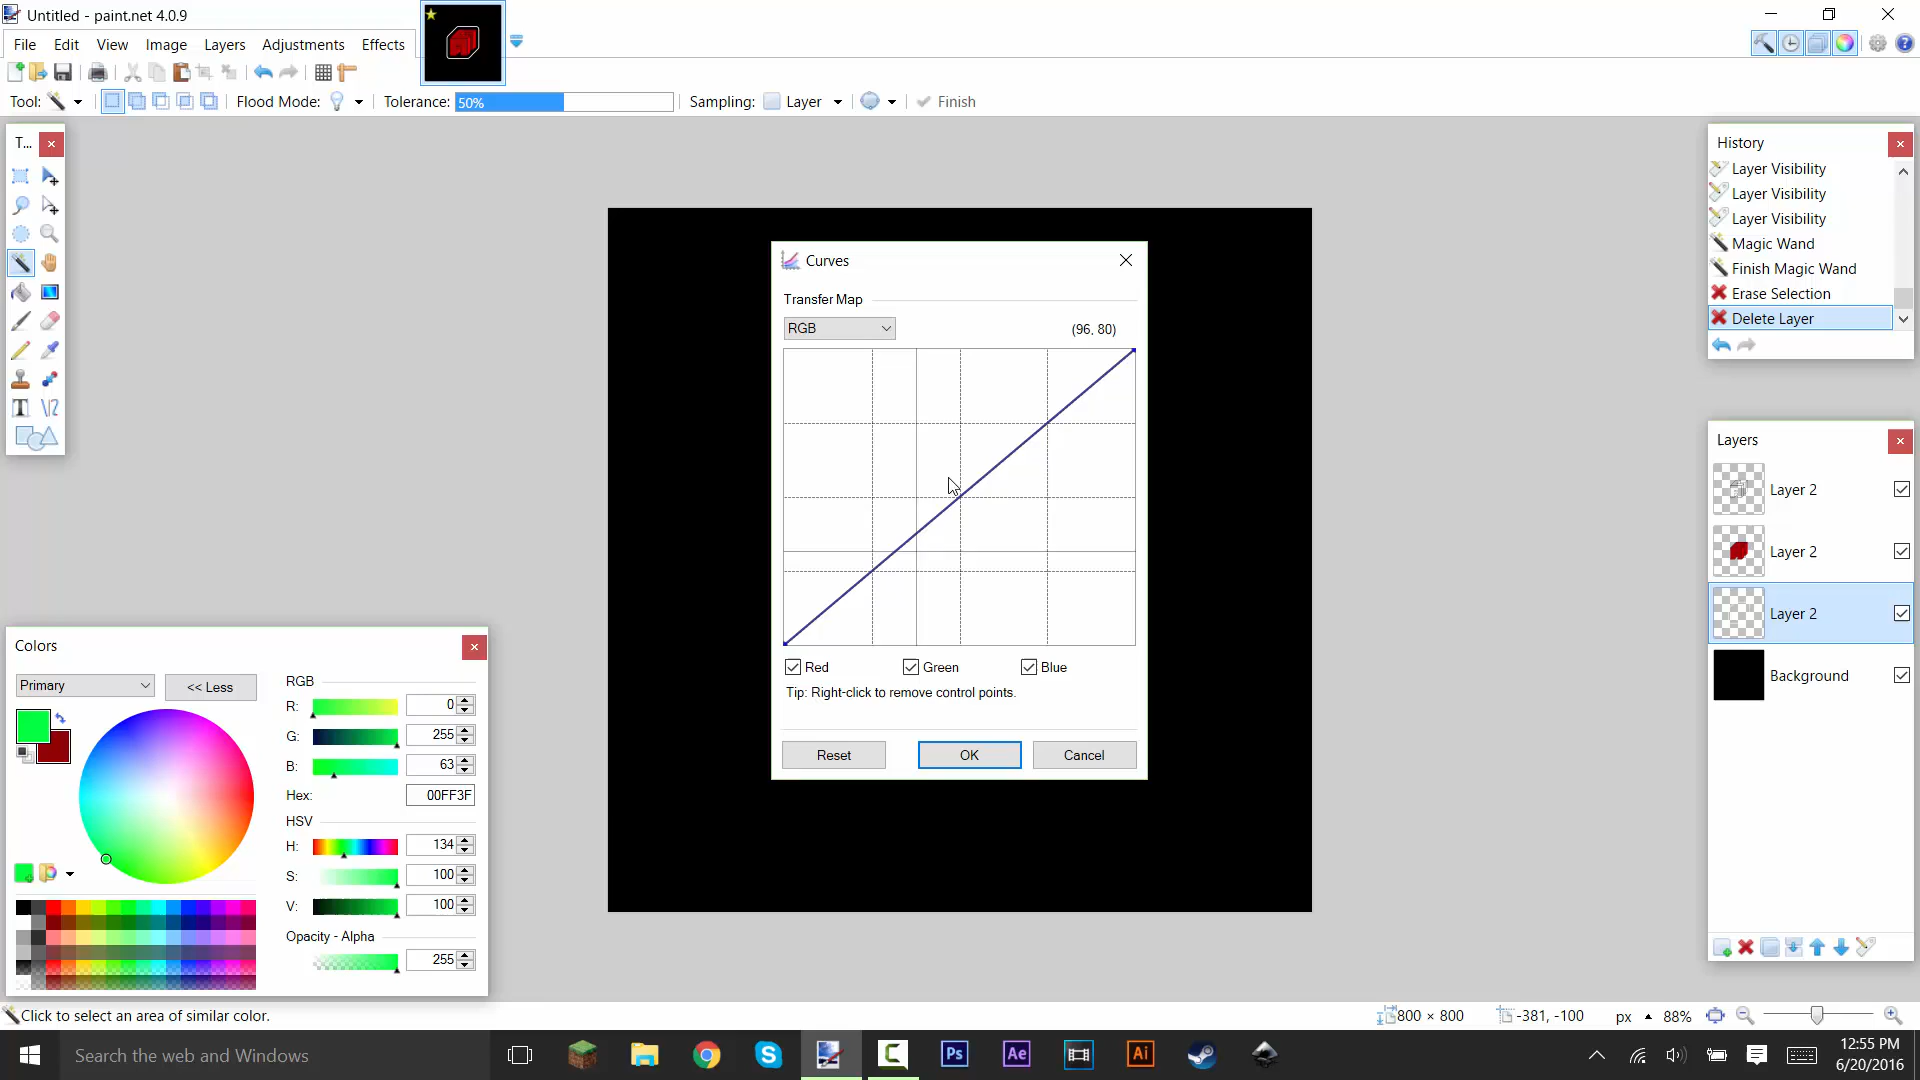 Untitled - paint.net 4.0.9
File Edit View Image Layers Adjustments Effects
Tool: Flood Mode: Tolerance: 50% Sampling: Layer Finish
T...
History
Layer Visibility
Layer Visibility
Layer Visibility
Magic Wand
Finish Magic Wand
Erase Selection
Delete Layer
Curves
Transfer Map
RGB (96, 80)
Red Green Blue
Tip: Right-click to remove control points.
Reset OK Cancel
Layers
Layer 2
Layer 2
Layer 2
Background
Colors
Primary << Less
RGB
R: 0
G: 255
B: 63
Hex: 00FF3F
HSV
H: 134
S: 100
V: 100
Opacity - Alpha
255
Click to select an area of similar color. 800 × 800 -381, -100 px 88%
Search the web and Windows
Ps Ae Ai
12:55 PM
6/20/2016